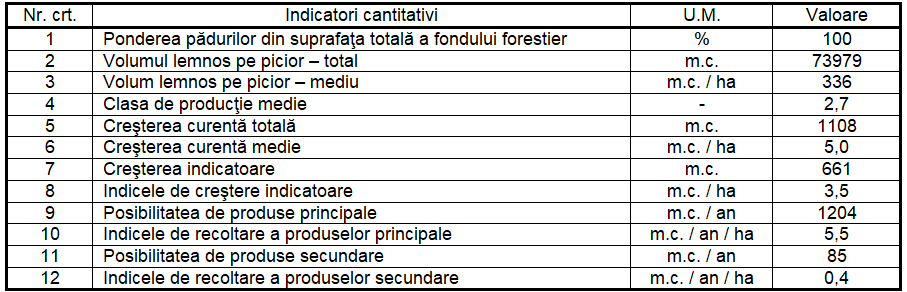 Nr. crt. Indicatori cantitativi U.M. Valoare
1 Ponderea pădurilor din suprafaţa totală a fondului forestier % 100
2 Volumul lemnos pe picior – total m.c. 73979
3 Volum lemnos pe picior – mediu m.c. / ha 336
4 Clasa de producţie medie - 2,7
5 Creşterea curentă totală m.c. 1108
6 Creşterea curentă medie m.c. / ha 5,0
7 Creşterea indicatoare m.c. 661
8 Indicele de creştere indicatoare m.c. / ha 3,5
9 Posibilitatea de produse principale m.c. / an 1204
10 Indicele de recoltare a produselor principale m.c. / an / ha 5,5
11 Posibilitatea de produse secundare m.c. / an 85
12 Indicele de recoltare a produselor secundare m.c. / an / ha 0,4